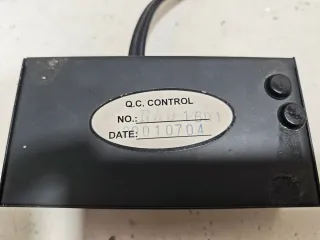 Q.C. CONTROL
NO.:
DATE: 010704